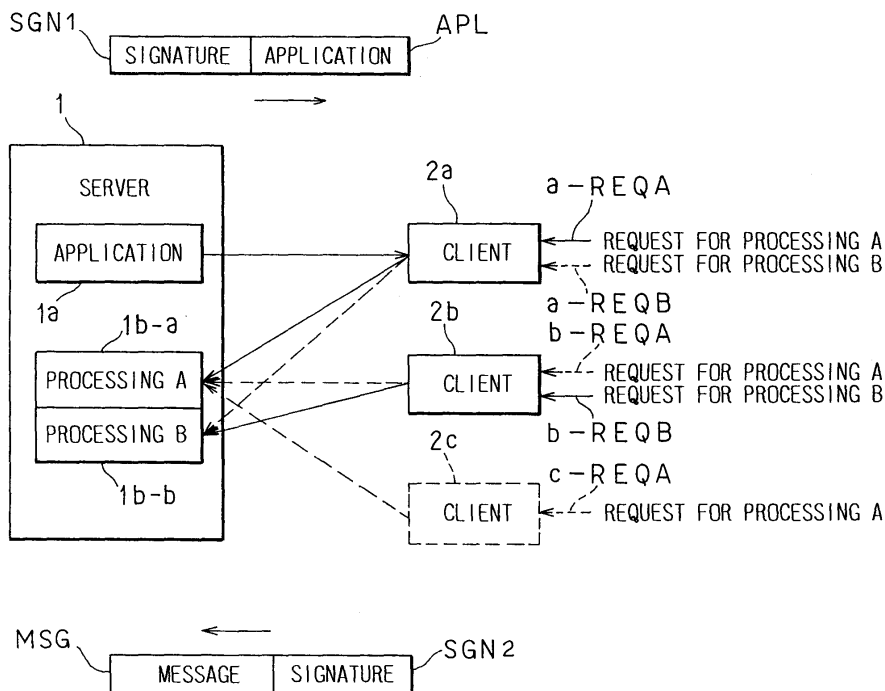 SGN1
APL
SIGNATURE APPLICATION
1
SERVER
2a
a-REQA
APPLICATION
CLIENT
REQUEST FOR PROCESSING A
REQUEST FOR PROCESSING B
1a
a-REQB
1b-a
2b
b-REQA
PROCESSING A
CLIENT
REQUEST FOR PROCESSING A
REQUEST FOR PROCESSING B
PROCESSING B
b-REQB
1b-b
2c
c-REQA
CLIENT
REQUEST FOR PROCESSING A
MSG
MESSAGE SIGNATURE
SGN2